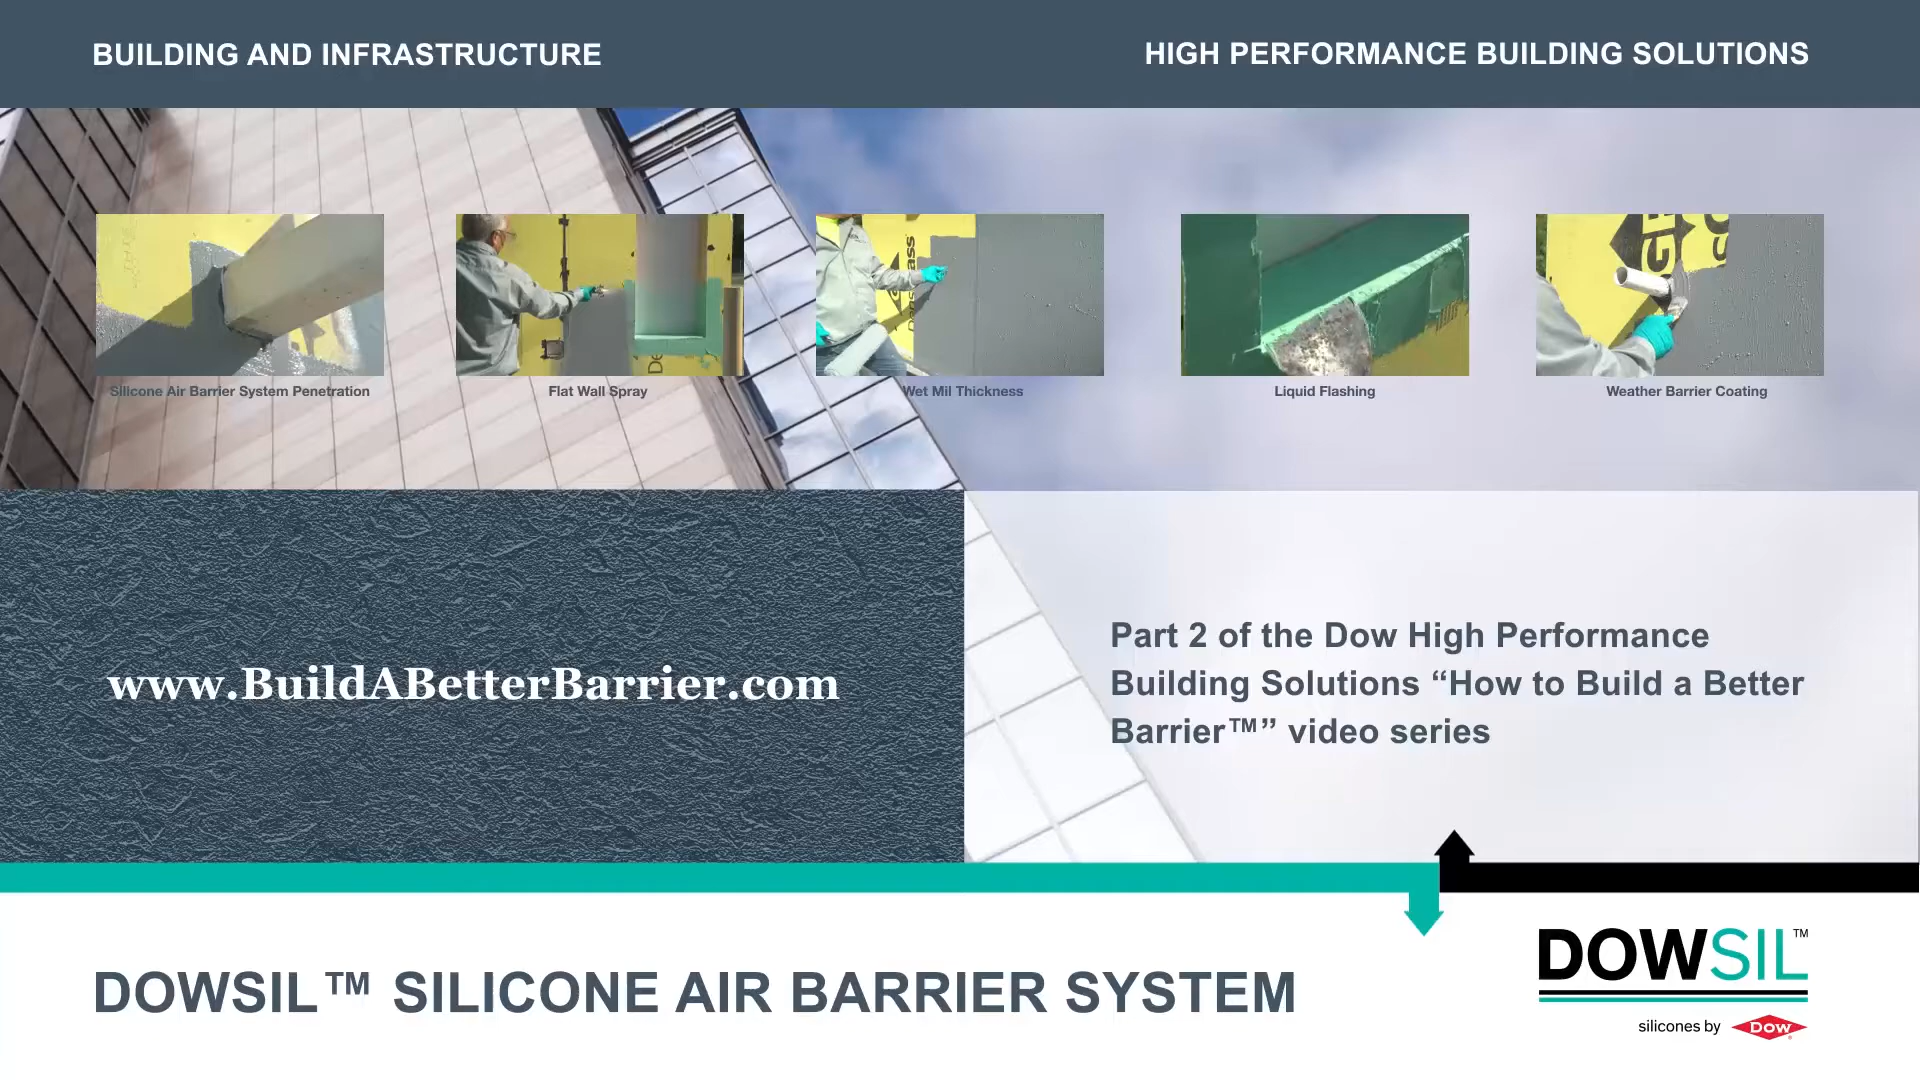 BUILDING AND INFRASTRUCTURE
HIGH PERFORMANCE BUILDING SOLUTIONS
Silicone Air Barrier System Penetration
Flat Wall Spray
Wet Mil Thickness
Liquid Flashing
Weather Barrier Coating
www.BuildABetterBarrier.com
Part 2 of the Dow High Performance
Building Solutions “How to Build a Better
Barrier™” video series
DOWSIL™ SILICONE AIR BARRIER SYSTEM
DOWSIL™
silicones by Dow